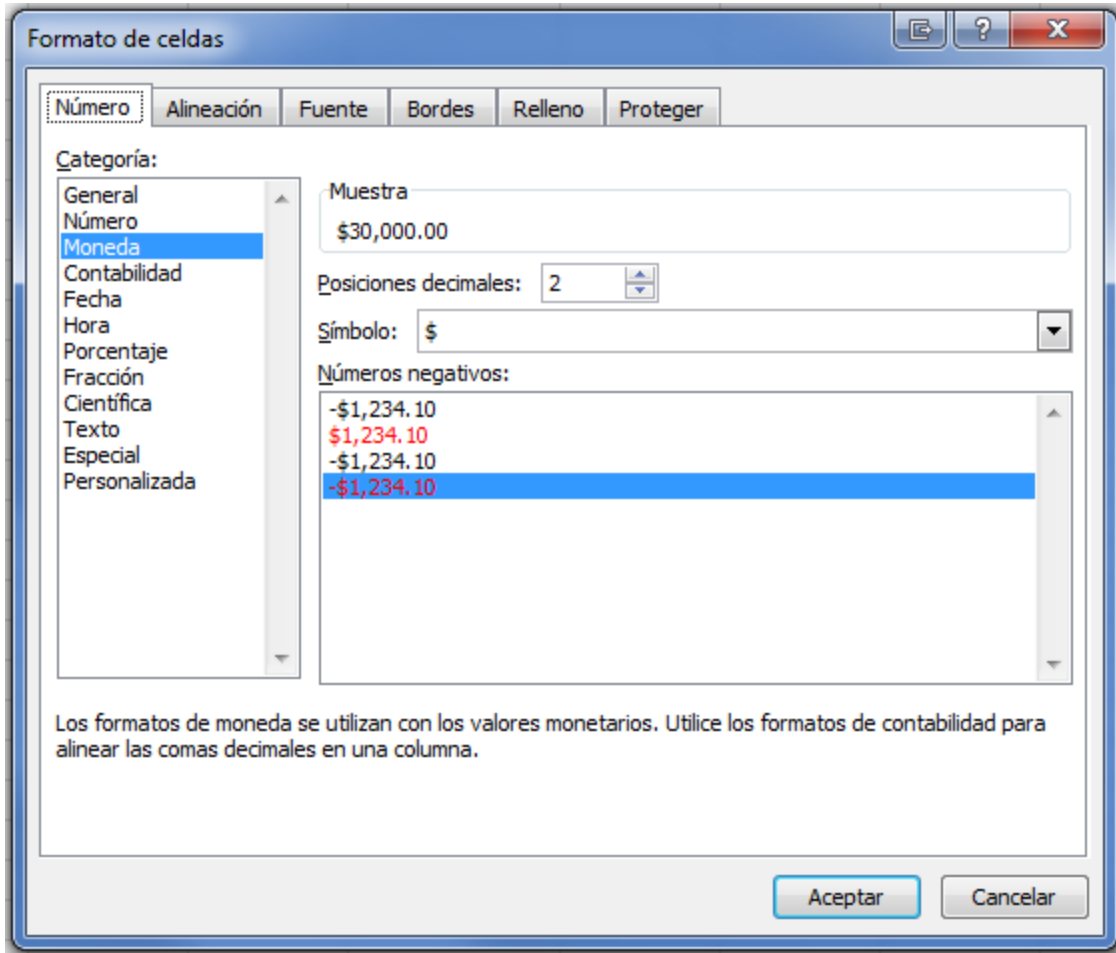 Formato de celdas
Número
Alineación
Fuente
Bordes
Relleno
Proteger
Categoría:
General
Número
Moneda
Contabilidad
Fecha
Hora
Porcentaje
Fracción
Científica
Texto
Especial
Personalizada
Muestra
$30,000.00
Posiciones decimales: 2
Símbolo: $
Números negativos:
-$1,234.10
$1,234.10
-$1,234.10
-$1,234.10
Los formatos de moneda se utilizan con los valores monetarios. Utilice los formatos de contabilidad para
alinear las comas decimales en una columna.
Aceptar
Cancelar